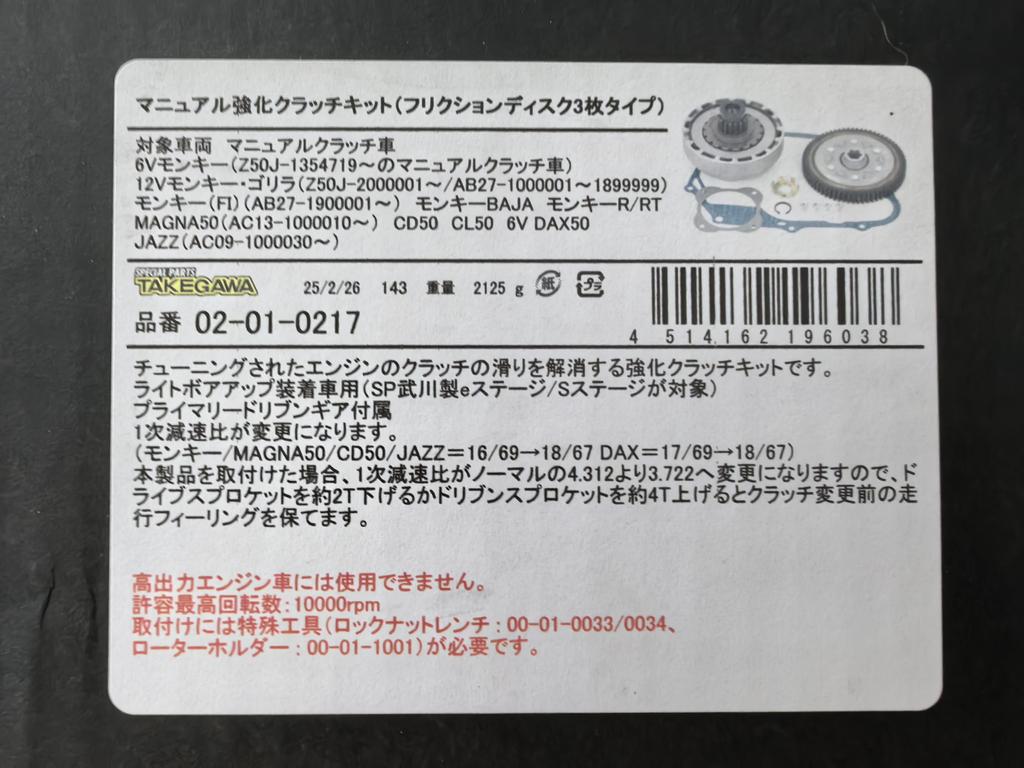 マニュアル強化クラッチキット(フリクションディスク3枚タイプ)
対象車両 マニュアルクラッチ車
6Vモンキー(Z50J-1354719~のマニュアルクラッチ車)
12Vモンキー・ゴリラ(Z50J-2000001~/AB27-1000001~1899999)
モンキー(FI)(AB27-1900001~) モンキーBAJA モンキーR/RT
MAGNA50(AC13-1000010~) CD50 CL50 6V DAX50
JAZZ(AC09-1000030~)
SPECIAL PARTS
TAKEGAWA
25/2/26 143 重量 2125 g 紙 プラ
品番 02-01-0217
4 514162 196038
チューニングされたエンジンのクラッチの滑りを解消する強化クラッチキットです。
ライトボアアップ装着車用(SP武川製eステージ/Sステージが対象)
プライマリードリブンギア付属
1次減速比が変更になります。
(モンキー/MAGNA50/CD50/JAZZ=16/69→18/67 DAX=17/69→18/67)
本製品を取付けた場合、1次減速比がノーマルの4.312より3.722へ変更になりますので、ド
ライブスプロケットを約2T下げるかドリブンスプロケットを約4T上げるとクラッチ変更前の走
行フィーリングを保てます。
高出力エンジン車には使用できません。
許容最高回転数:10000rpm
取付けには特殊工具(ロックナットレンチ:00-01-0033/0034、
ローターホルダー:00-01-1001)が必要です。